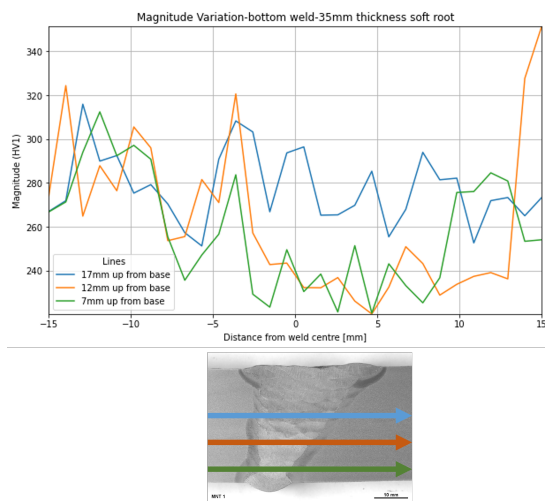 Magnitude Variation-bottom weld-35mm thickness soft root
340
320
300
280
260
240
Magnitude (HV1)
Lines
17mm up from base
12mm up from base
7mm up from base
−15
−10
−5
0
5
10
15
Distance from weld centre [mm]
MNT 1
10 mm